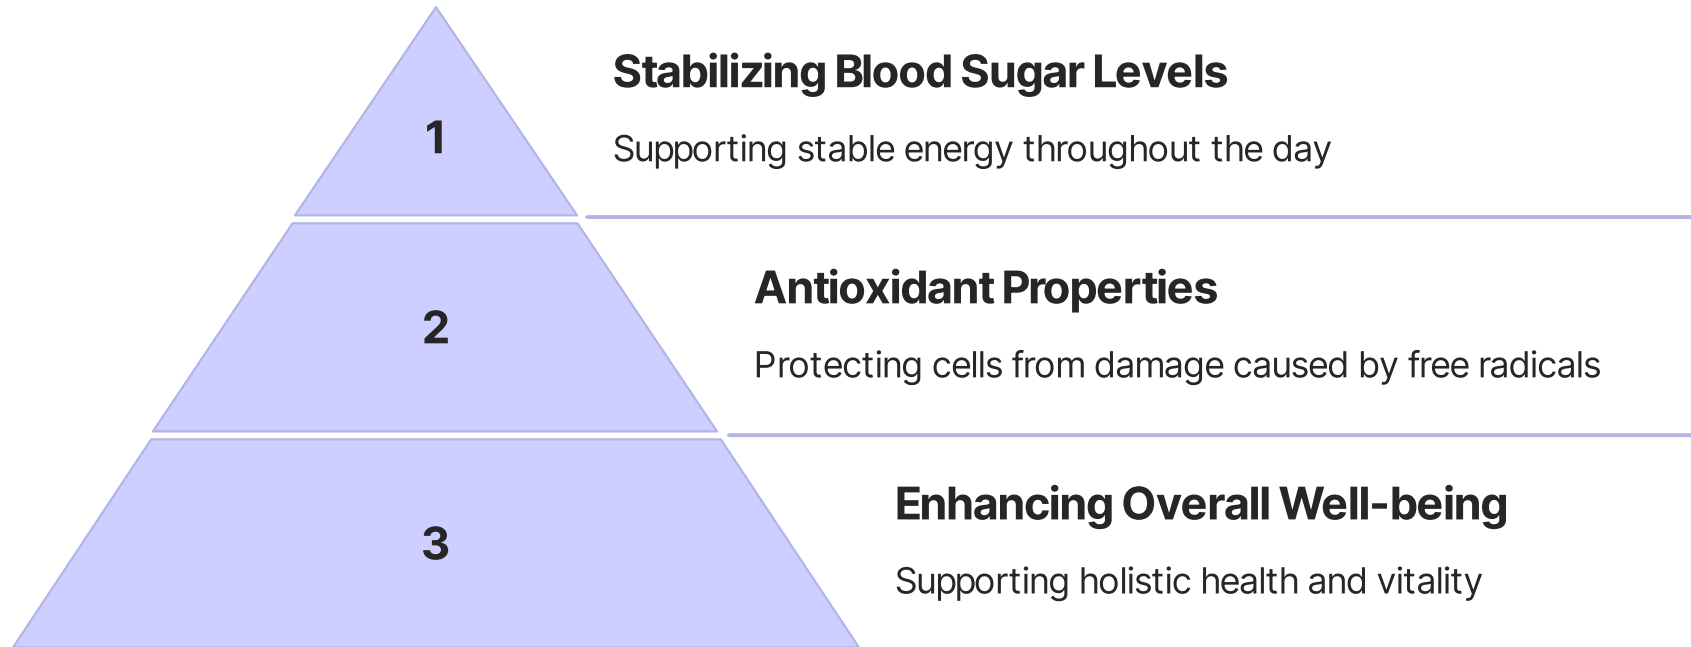 1
Stabilizing Blood Sugar Levels
Supporting stable energy throughout the day
2
Antioxidant Properties
Protecting cells from damage caused by free radicals
3
Enhancing Overall Well-being
Supporting holistic health and vitality